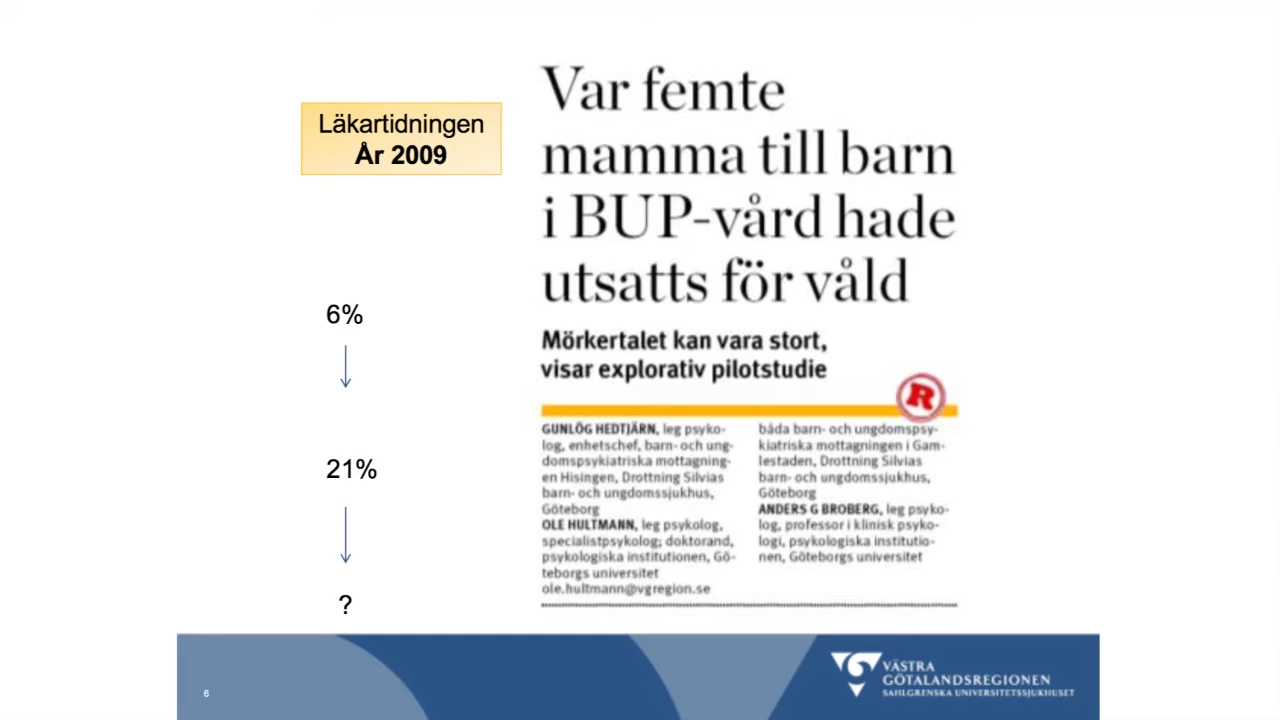 Läkartidningen
År 2009
6%
21%
?
Var femte
mamma till barn
i BUP-vård hade
utsatts för våld
Mörkertalet kan vara stort,
visar explorativ pilotstudie
R
GUNLÖG HEDTJÄRN, leg psyko-
log, enhetschef, barn- och ung-
domspsykiatriska mottagning-
en Hisingen, Drottning Silvias
barn- och ungdomssjukhus,
Göteborg
OLE HULTMANN, leg psykolog,
specialistpsykolog; doktorand,
psykologiska institutionen, Gö-
teborgs universitet
ole.hultmann@vgregion.se
båda barn- och ungdomspsy-
kiatriska mottagningen i Gam-
lestaden, Drottning Silvias
barn- och ungdomssjukhus,
Göteborg
ANDERS G BROBERG, leg psyko-
log, professor i klinisk psyko-
logi, psykologiska institutio-
nen, Göteborgs universitet
6
VÄSTRA
GÖTALANDSREGIONEN
SAHLGRENSKA UNIVERSITETSSJUKHUSET